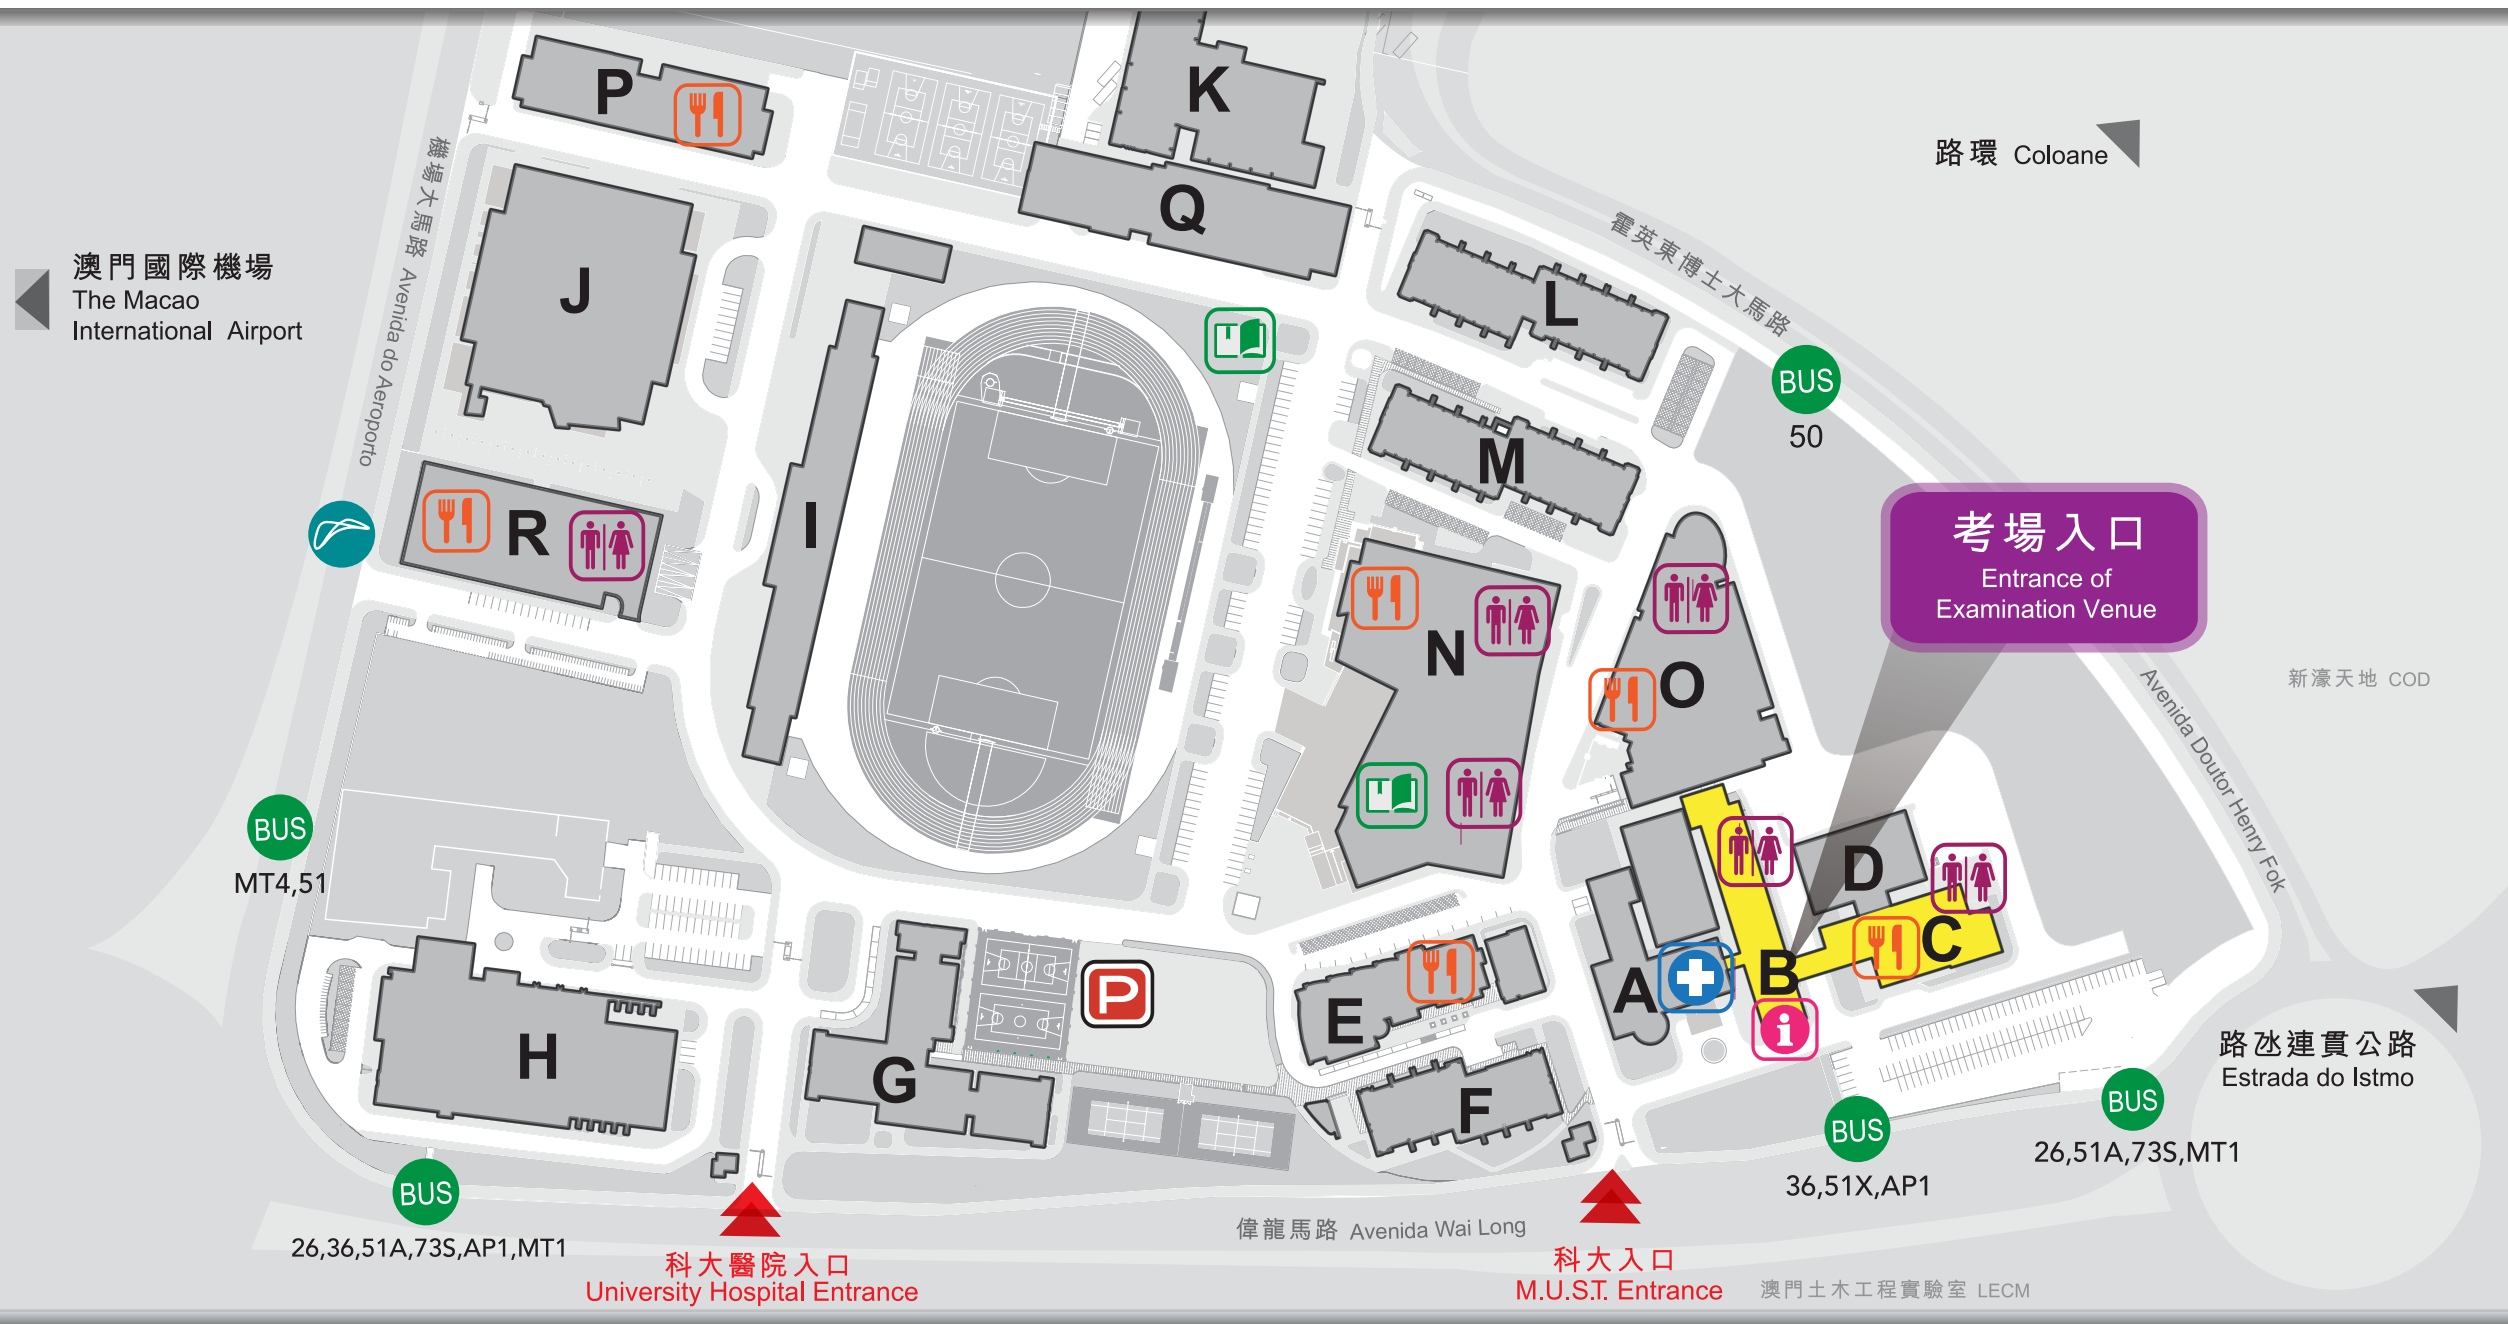 P
K
Q
路環 Coloane
機場大馬路 Avenida do Aeroporto
澳門國際機場
The Macao
International Airport
J
L
霍英東博士大馬路
Avenida Doutor Henry Fok
BUS
50
M
I
R
考場入口
Entrance of
Examination Venue
N
O
新濠天地 COD
BUS
MT4,51
D
C
B
A
P
E
H
G
F
路氹連貫公路
Estrada do Istmo
BUS
26,51A,73S,MT1
BUS
36,51X,AP1
BUS
26,36,51A,73S,AP1,MT1
科大醫院入口
University Hospital Entrance
偉龍馬路 Avenida Wai Long
科大入口
M.U.S.T. Entrance
澳門土木工程實驗室 LECM